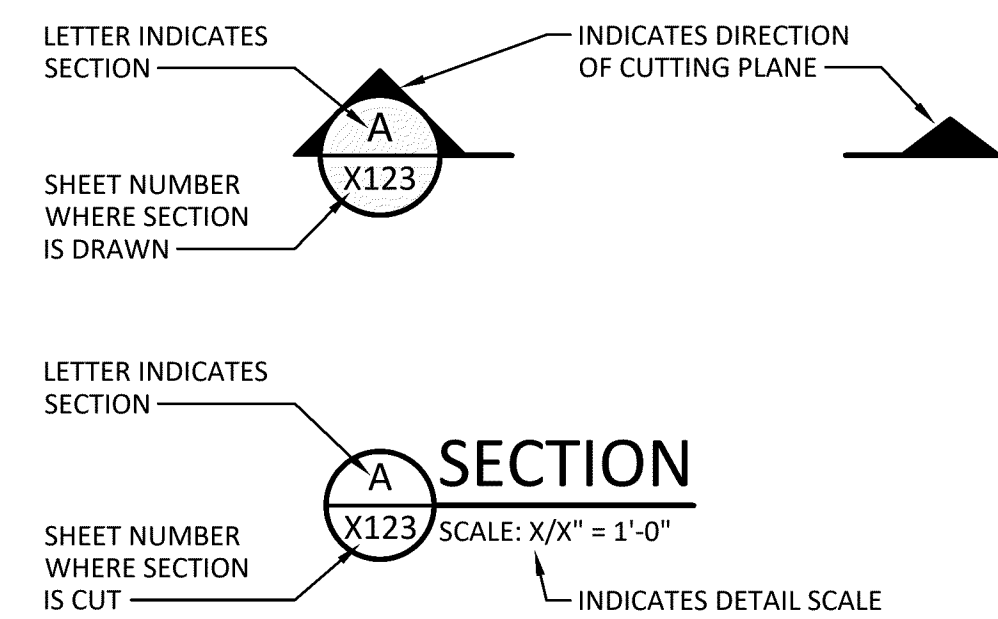 LETTER INDICATES
SECTION
INDICATES DIRECTION
OF CUTTING PLANE
A
X123
SHEET NUMBER
WHERE SECTION
IS DRAWN
LETTER INDICATES
SECTION
A
X123
SECTION
SCALE: X/X" = 1'-0"
SHEET NUMBER
WHERE SECTION
IS CUT
INDICATES DETAIL SCALE